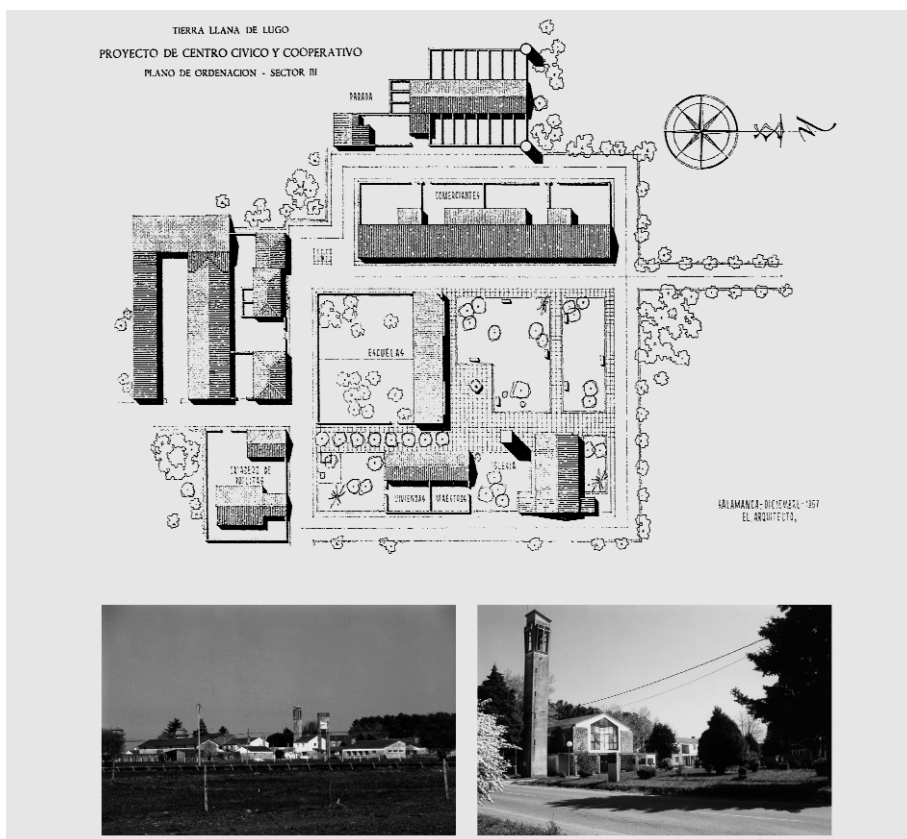 TIERRA LLANA DE LUGO
PROYECTO DE CENTRO CIVICO Y COOPERATIVO
PLANO DE ORDENACION - SECTOR III
PARADA
COMERCIANTES
ESCUELAS
IGLESIA
VIVIENDAS MAESTROS
SALAMANCA-DICIEMBRE-1957
EL ARQUITECTO,
N